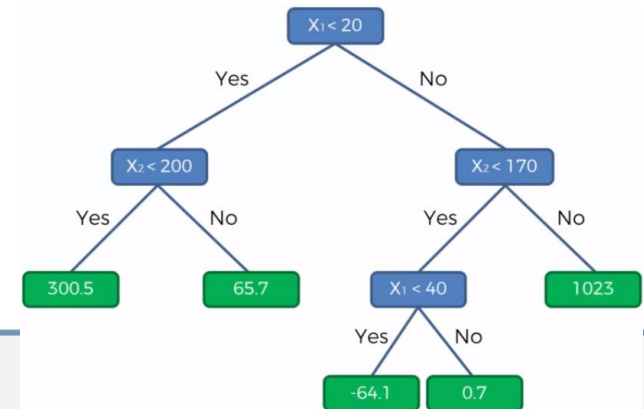 X₁ < 20
Yes
No
X₂ < 200
X₂ < 170
Yes
No
Yes
No
300.5
65.7
X₁ < 40
1023
Yes
No
-64.1
0.7